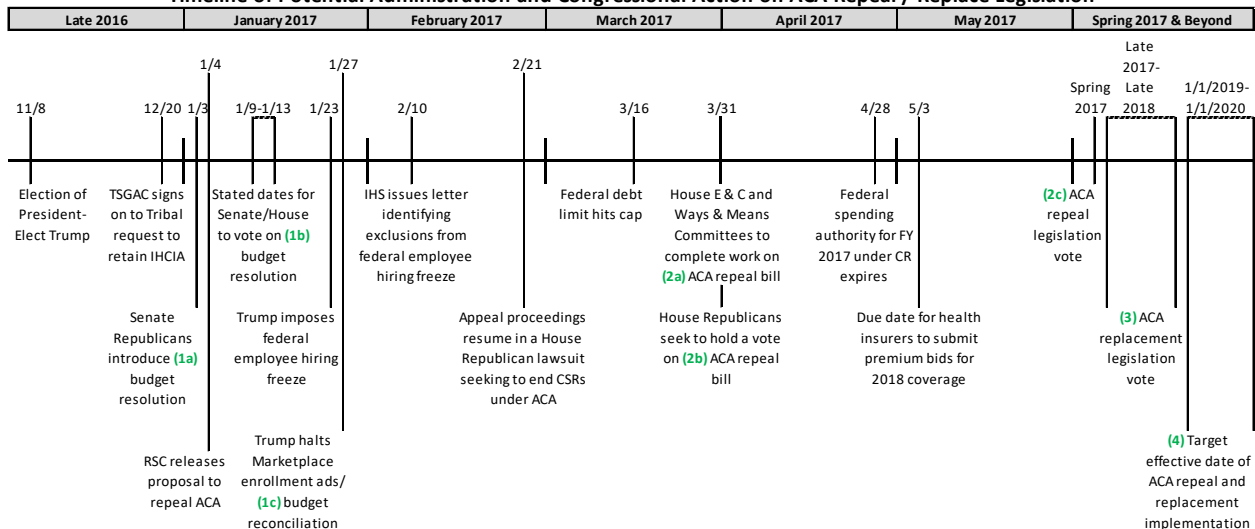 Timeline of Potential Administration and Congressional Action on ACA Repeal / Replace Legislation
Late 2016
January 2017
February 2017
March 2017
April 2017
May 2017
Spring 2017 & Beyond
11/8
12/20
1/3
1/4
1/9-1/13
1/23
1/27
2/10
2/21
3/16
3/31
4/28
5/3
Spring
2017
Late
2017-
Late
2018
1/1/2019-
1/1/2020
Election of
President-
Elect Trump
TSGAC signs
on to Tribal
request to
retain IHCIA
Stated dates for
Senate/House
to vote on (1b)
budget
resolution
IHS issues letter
identifying
exclusions from
federal employee
hiring freeze
Federal debt
limit hits cap
House E & C and
Ways & Means
Committees to
complete work on
(2a) ACA repeal bill
Federal
spending
authority for FY
2017 under CR
expires
(2c) ACA
repeal
legislation
vote
Senate
Republicans
introduce (1a)
budget
resolution
Trump imposes
federal
employee hiring
freeze
Appeal proceedings
resume in a House
Republican lawsuit
seeking to end CSRs
under ACA
House Republicans
seek to hold a vote
on (2b) ACA repeal
bill
Due date for health
insurers to submit
premium bids for
2018 coverage
(3) ACA
replacement
legislation
vote
RSC releases
proposal to
repeal ACA
Trump halts
Marketplace
enrollment ads/
(1c) budget
reconciliation
(4) Target
effective date of
ACA repeal and
replacement
implementation